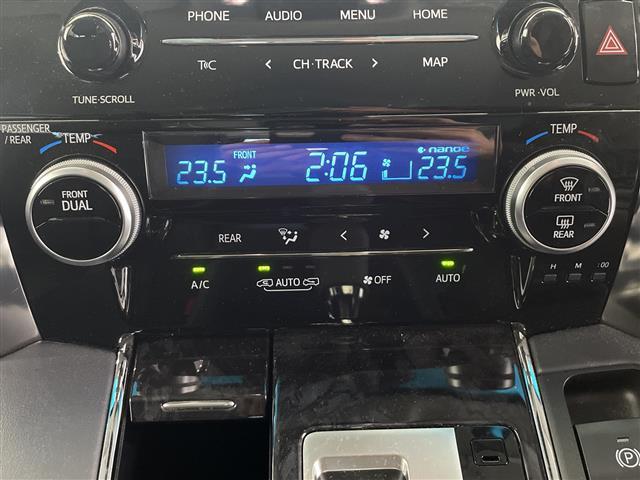 PHONE AUDIO MENU HOME
CH·TRACK MAP
TUNE·SCROLL PWR·VOL
PASSENGER
/REAR
TEMP TEMP
FRONT nanoe
23.5 2:06 23.5
FRONT
DUAL
FRONT
REAR
REAR
A/C AUTO OFF AUTO
H M :00
P